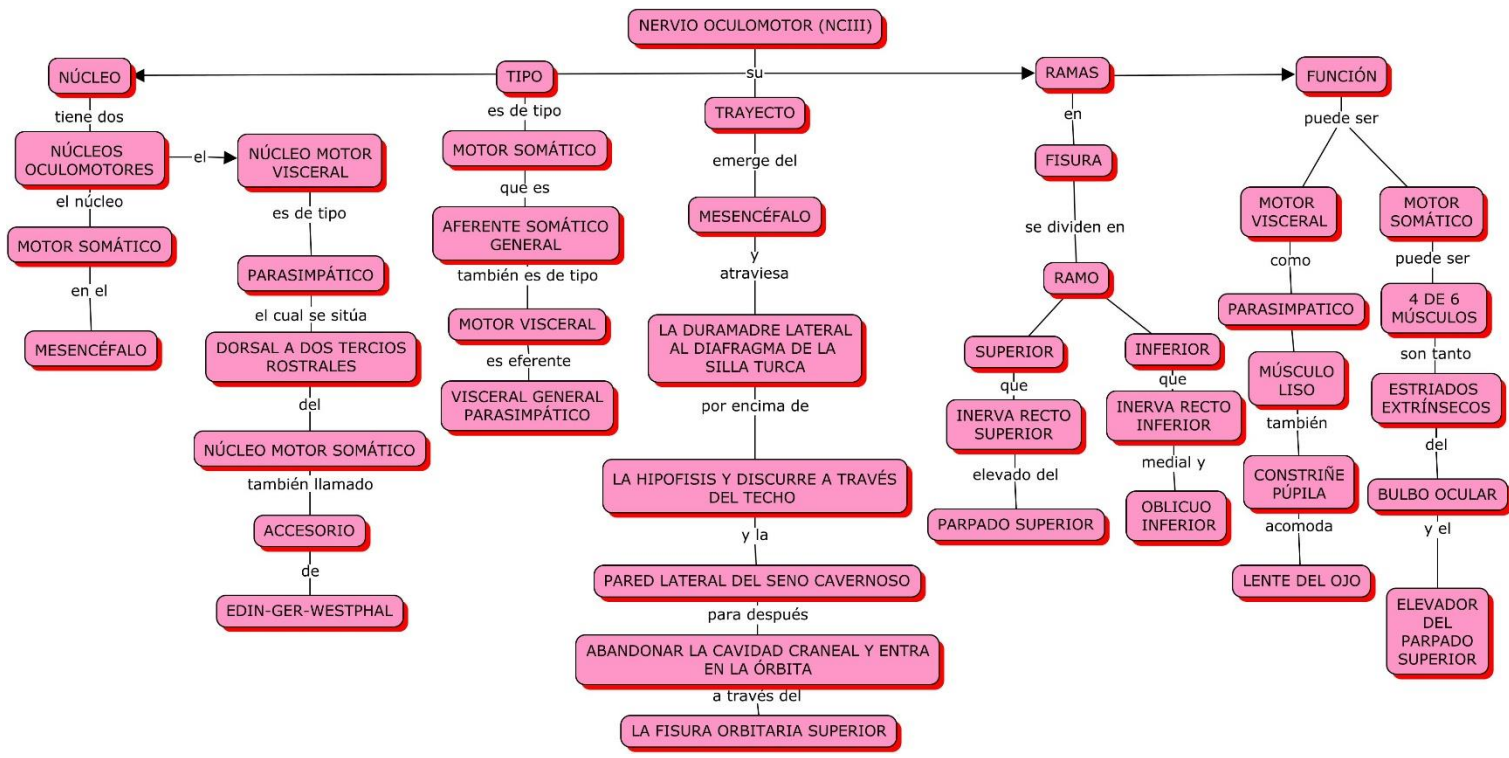 NERVIO OCULOMOTOR (NCIII)
su
NÚCLEO
tiene dos
NÚCLEOS
OCULOMOTORES
el núcleo
MOTOR SOMÁTICO
en el
MESENCÉFALO
el
NÚCLEO MOTOR
VISCERAL
es de tipo
PARASIMPÁTICO
el cual se sitúa
DORSAL A DOS TERCIOS
ROSTRALES
del
NÚCLEO MOTOR SOMÁTICO
también llamado
ACCESORIO
de
EDIN-GER-WESTPHAL
TIPO
es de tipo
MOTOR SOMÁTICO
que es
AFERENTE SOMÁTICO
GENERAL
también es de tipo
MOTOR VISCERAL
es eferente
VISCERAL GENERAL
PARASIMPÁTICO
TRAYECTO
emerge del
MESENCÉFALO
y
atraviesa
LA DURAMADRE LATERAL
AL DIAFRAGMA DE LA
SILLA TURCA
por encima de
LA HIPOFISIS Y DISCURRE A TRAVÉS
DEL TECHO
y la
PARED LATERAL DEL SENO CAVERNOSO
para después
ABANDONAR LA CAVIDAD CRANEAL Y ENTRA
EN LA ÓRBITA
a través del
LA FISURA ORBITARIA SUPERIOR
RAMAS
en
FISURA
se dividen en
RAMO
SUPERIOR
que
INERVA RECTO
SUPERIOR
elevado del
PARPADO SUPERIOR
INFERIOR
que
INERVA RECTO
INFERIOR
medial y
OBLICUO
INFERIOR
FUNCIÓN
puede ser
MOTOR
VISCERAL
como
PARASIMPATICO
MÚSCULO
LISO
también
CONSTRIÑE
PÚPILA
acomoda
LENTE DEL OJO
MOTOR
SOMÁTICO
puede ser
4 DE 6
MÚSCULOS
son tanto
ESTRIADOS
EXTRÍNSECOS
del
BULBO OCULAR
y el
ELEVADOR
DEL
PARPADO
SUPERIOR